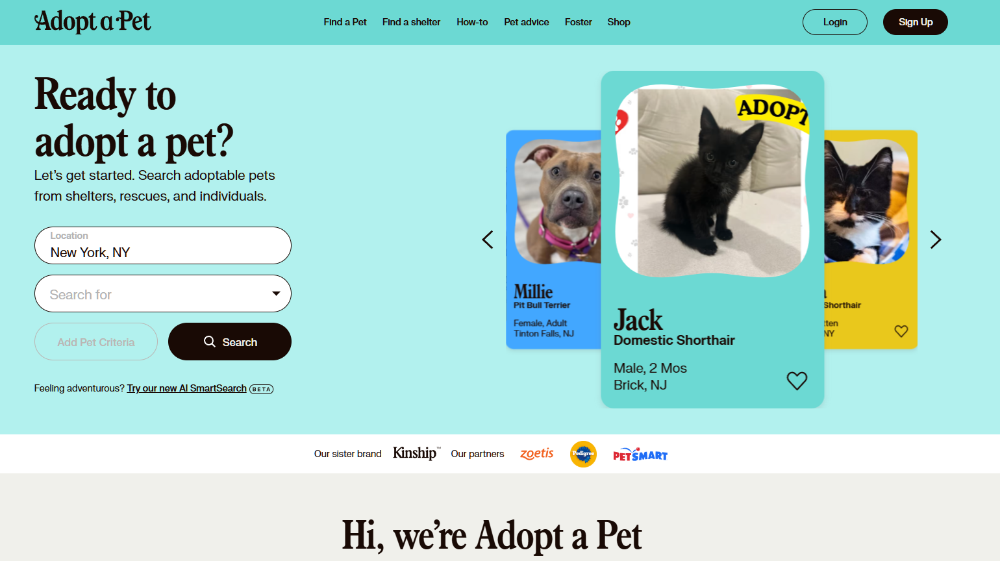 Adopt a Pet
Find a Pet
Find a shelter
How-to
Pet advice
Foster
Shop
Login
Sign Up
Ready to
adopt a pet?
Let's get started. Search adoptable pets
from shelters, rescues, and individuals.
Location
New York, NY
Search for
Add Pet Criteria
Search
Feeling adventurous? Try our new AI SmartSearch BETA
Millie
Pit Bull Terrier
Female, Adult
Tinton Falls, NJ
ADOPT
Jack
Domestic Shorthair
Male, 2 Mos
Brick, NJ
Shorthair
NY
Our sister brand
Kinship™
Our partners
zoetis
Pedigree
PETSMART
Hi, we're Adopt a Pet